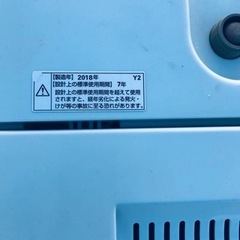 【製造年】2018年 Y2
【設計上の標準使用期間】7年
設計上の標準使用期間を超えて使用
されますと、経年劣化による発火・け
が等の事故に至る恐れがあります。